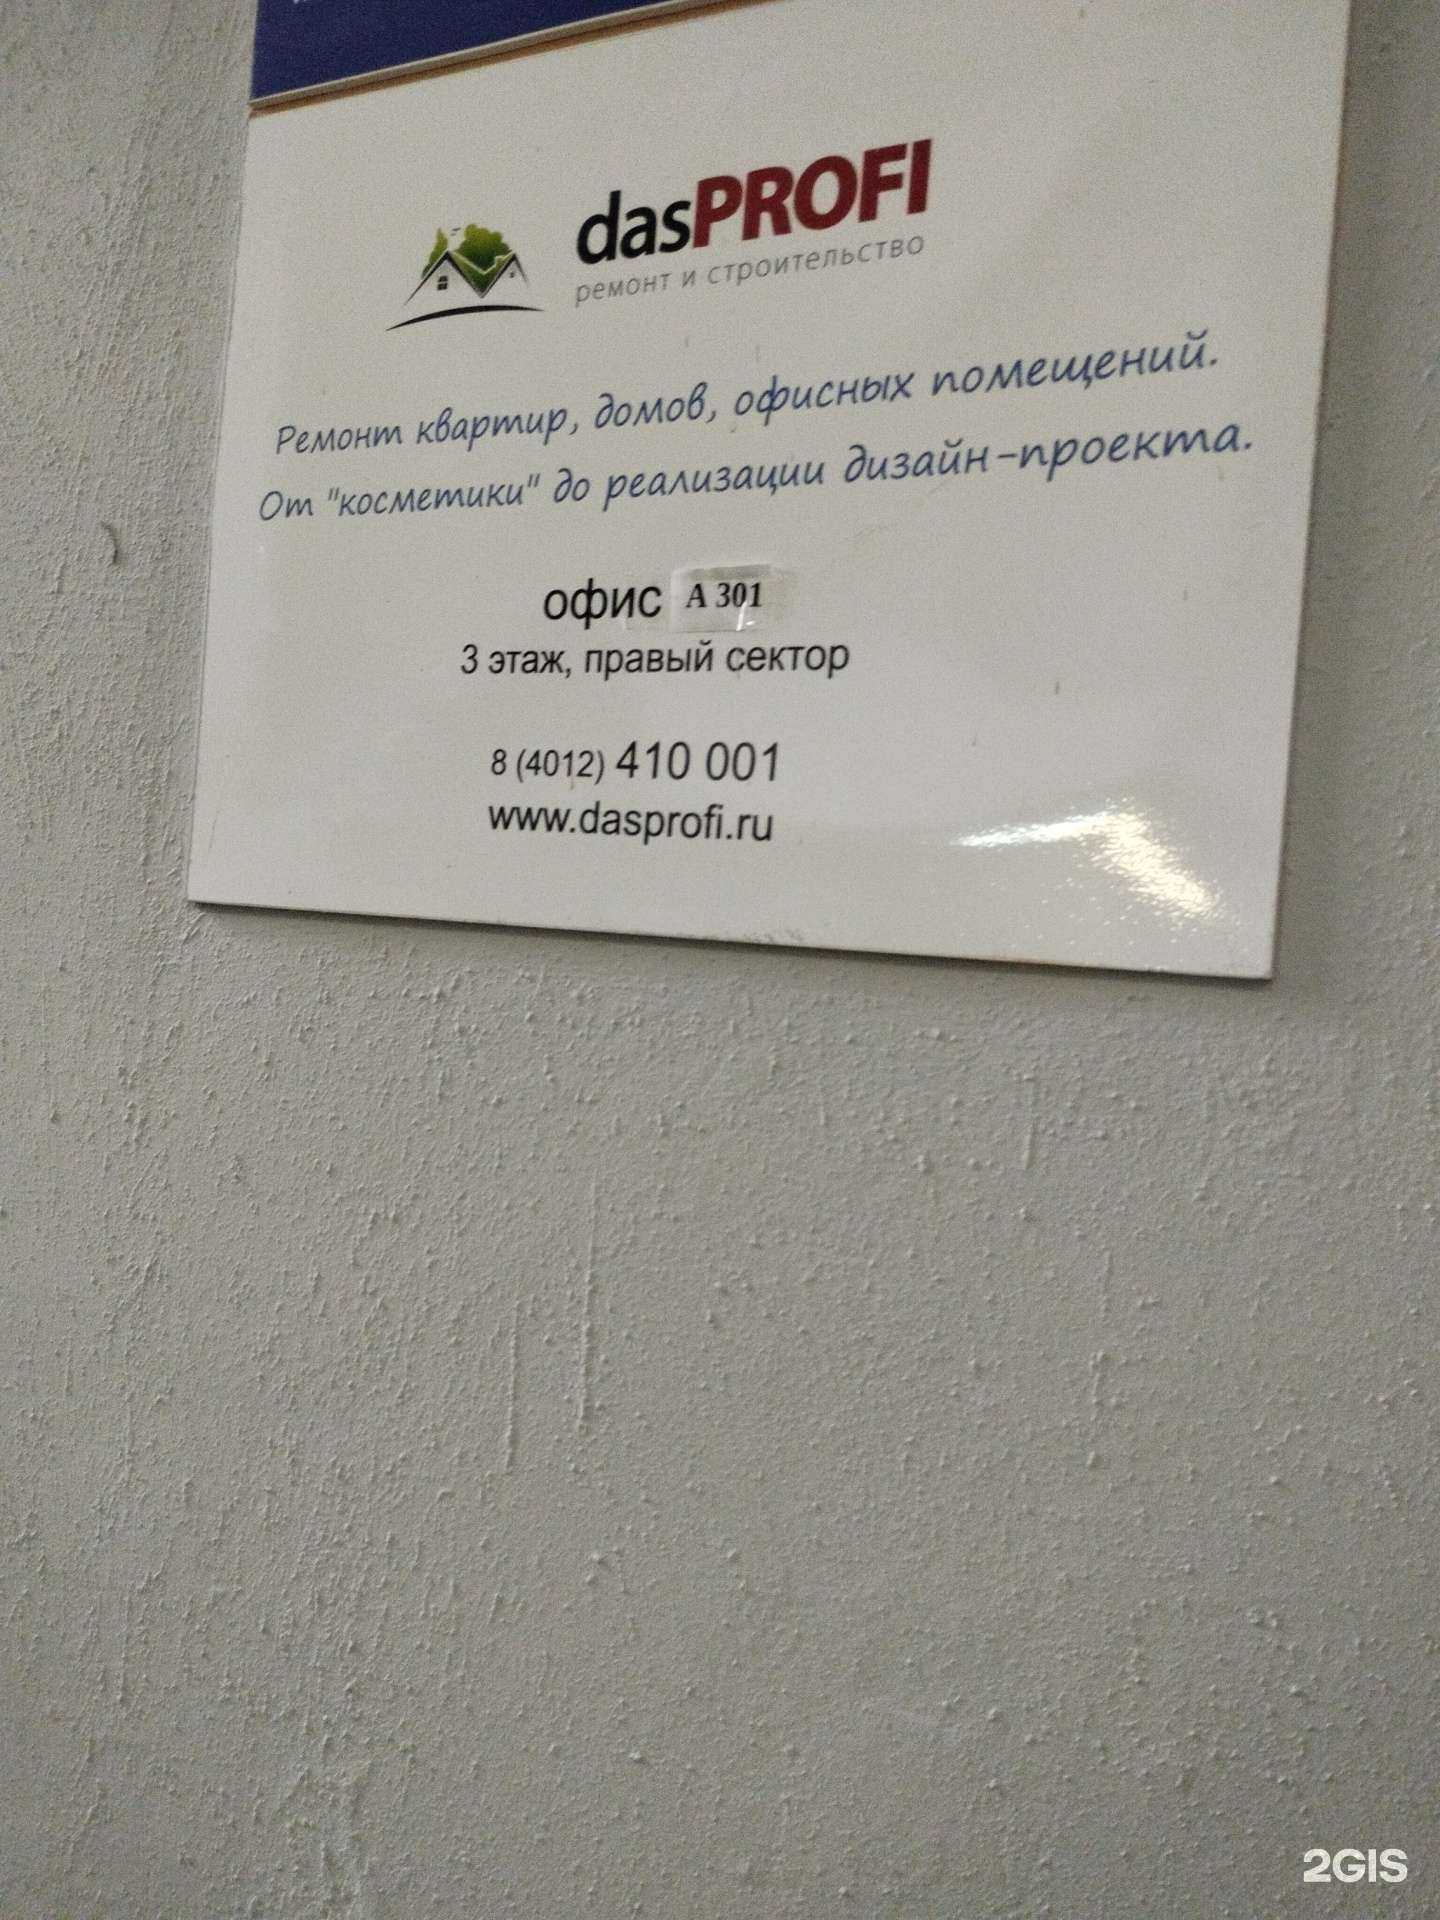 dasPROFI
ремонт и строительство
Ремонт квартир, домов, офисных помещений.
От "косметики" до реализации дизайн-проекта.
офис А 301
3 этаж, правый сектор
8 (4012) 410 001
www.dasprofi.ru
2GIS